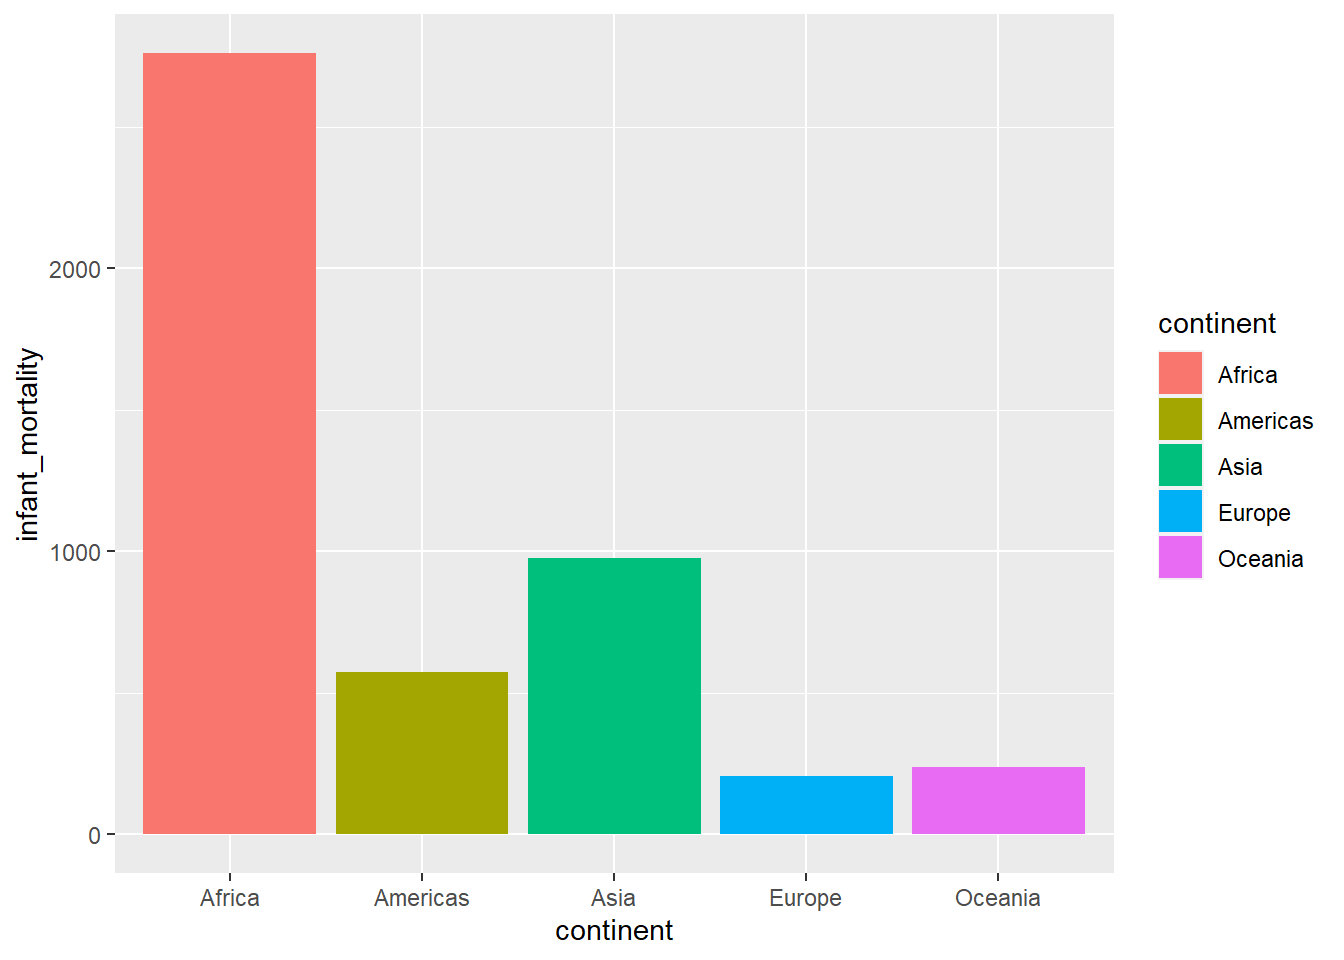 infant_mortality
2000
1000
0
Africa
Americas
Asia
Europe
Oceania
continent
continent
Africa
Americas
Asia
Europe
Oceania